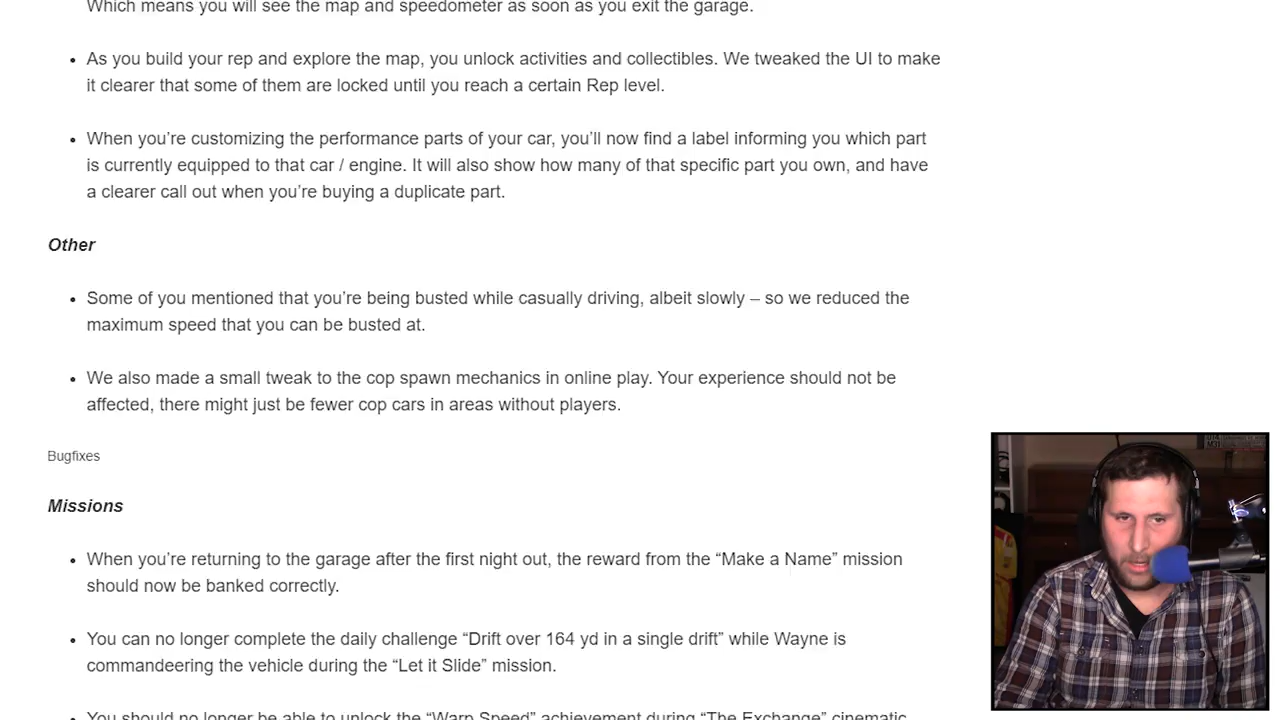 Which means you will see the map and speedometer as soon as you exit the garage.
• As you build your rep and explore the map, you unlock activities and collectibles. We tweaked the UI to make
it clearer that some of them are locked until you reach a certain Rep level.
• When you’re customizing the performance parts of your car, you’ll now find a label informing you which part
is currently equipped to that car / engine. It will also show how many of that specific part you own, and have
a clearer call out when you’re buying a duplicate part.
Other
• Some of you mentioned that you’re being busted while casually driving, albeit slowly – so we reduced the
maximum speed that you can be busted at.
• We also made a small tweak to the cop spawn mechanics in online play. Your experience should not be
affected, there might just be fewer cop cars in areas without players.
Bugfixes
Missions
• When you’re returning to the garage after the first night out, the reward from the “Make a Name” mission
should now be banked correctly.
• You can no longer complete the daily challenge “Drift over 164 yd in a single drift” while Wayne is
commandeering the vehicle during the “Let it Slide” mission.
• You should no longer be able to unlock the “Warp Speed” achievement during “The Exchange” cinematic